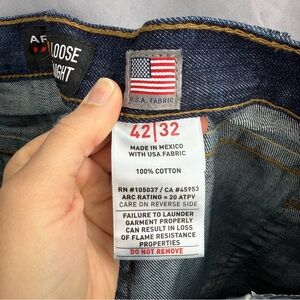 AR
LOOSE
U.S.A. FABRIC
42|32
MADE IN MEXICO
WITH USA FABRIC
100% COTTON
RN #105037 / CA #45953
ARC RATING = 20 ATPV
CARE ON REVERSE SIDE
FAILURE TO LAUNDER
GARMENT PROPERLY
CAN RESULT IN LOSS
OF FLAME RESISTANCE
PROPERTIES
DO NOT REMOVE